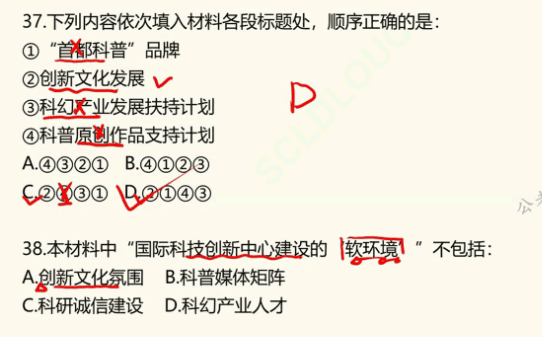 37.下列内容依次填入材料各段标题处，顺序正确的是：
①“首都科普”品牌
②创新文化发展
③科幻产业发展扶持计划
④科普原创作品支持计划
A.④③②① B.④①②③
C.②④③① D.②①④③
D
38.本材料中“国际科技创新中心建设的‘软环境’”不包括：
A.创新文化氛围 B.科普媒体矩阵
C.科研诚信建设 D.科幻产业人才
SCLDLOUO
公考